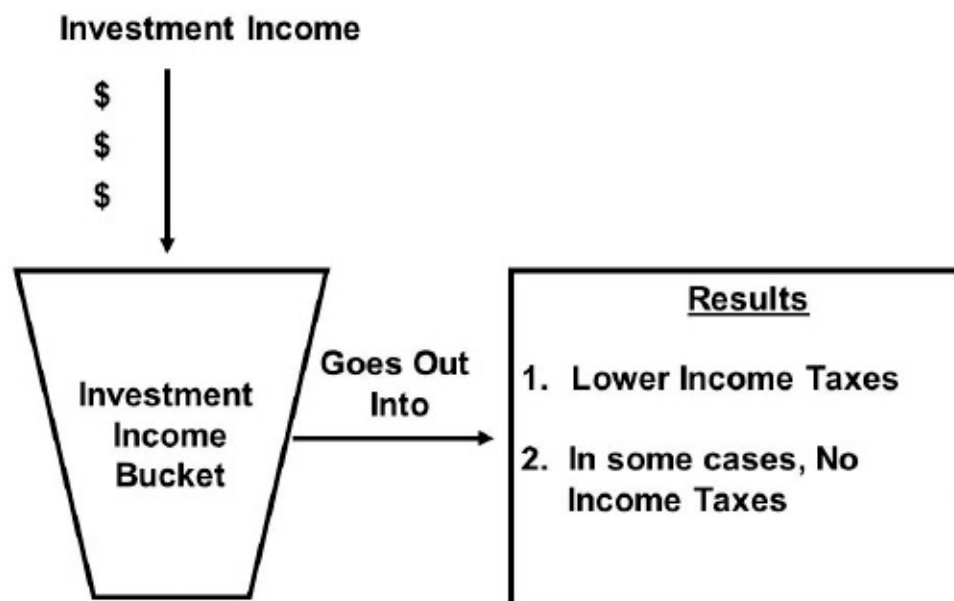 Investment Income
$
$
$
Investment
Income
Bucket
Goes Out
Into
Results
1. Lower Income Taxes
2. In some cases, No
Income Taxes